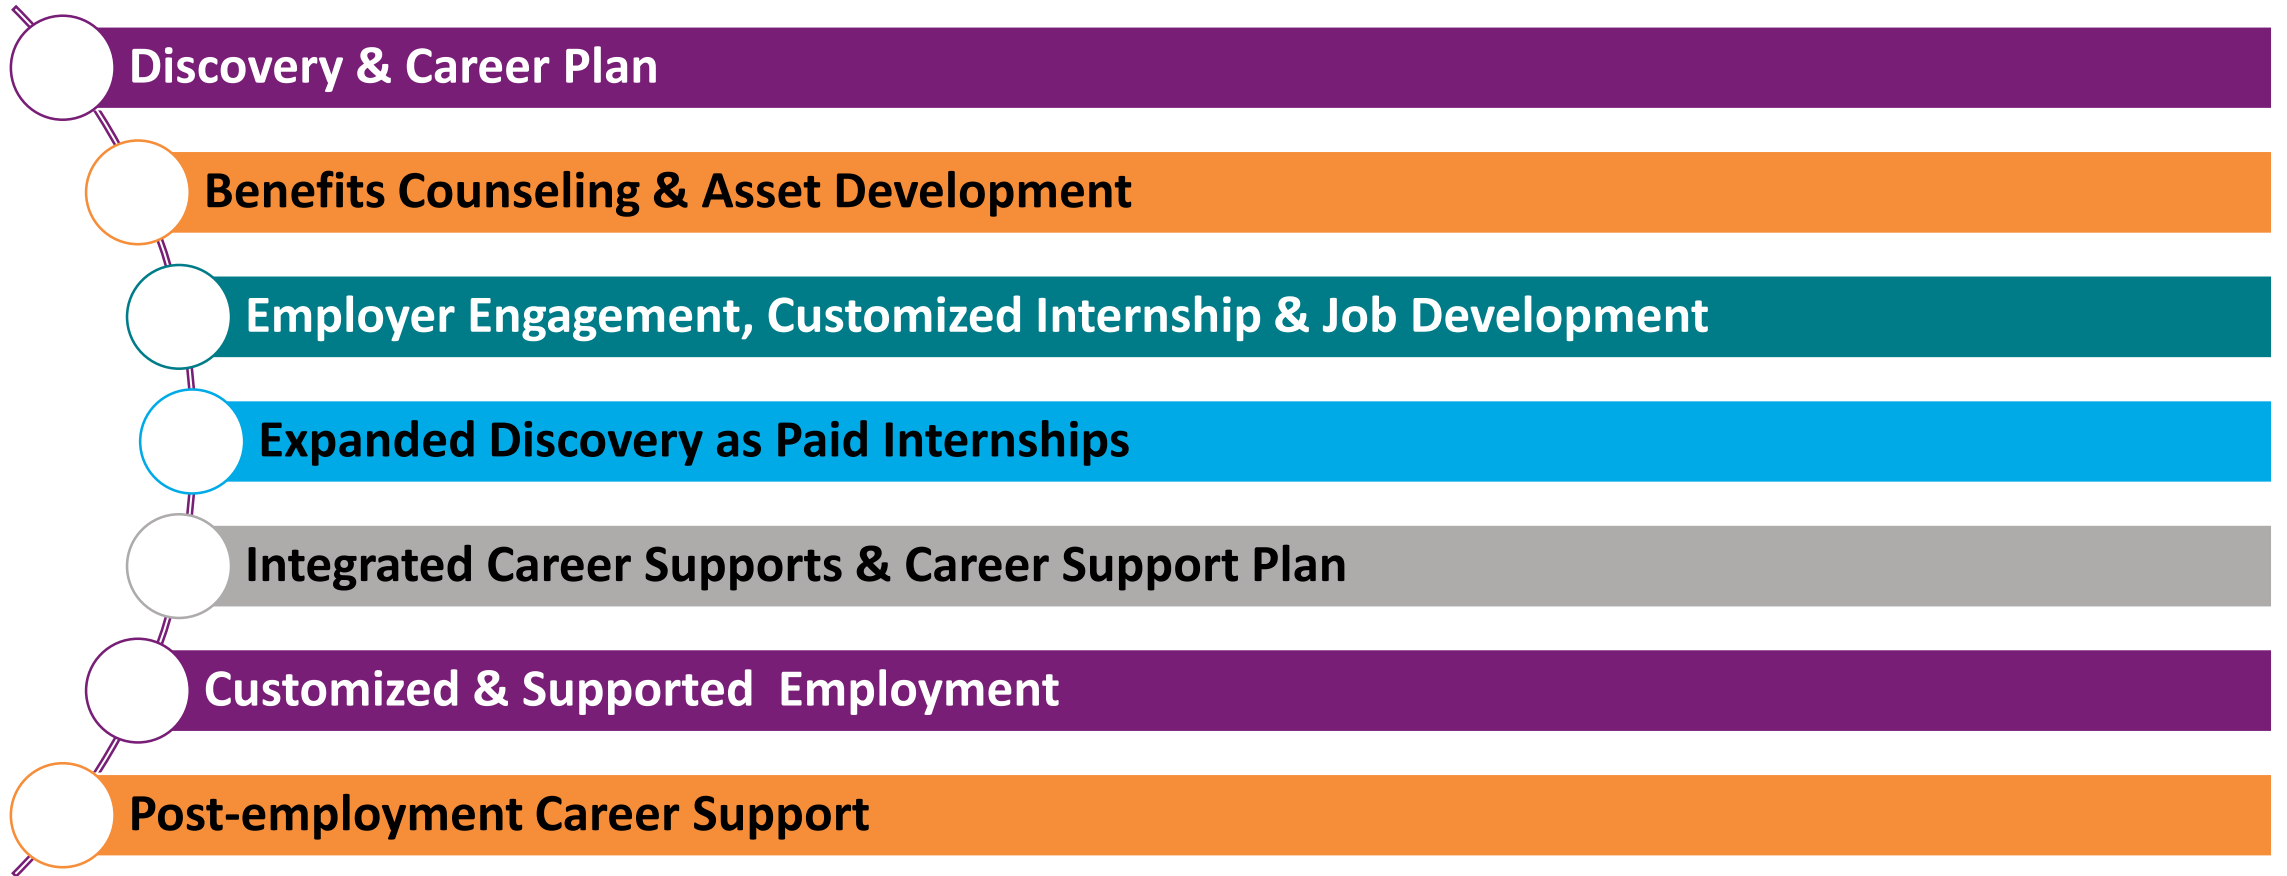 Discovery & Career Plan
Benefits Counseling & Asset Development
Employer Engagement, Customized Internship & Job Development
Expanded Discovery as Paid Internships
Integrated Career Supports & Career Support Plan
Customized & Supported  Employment
Post-employment Career Support